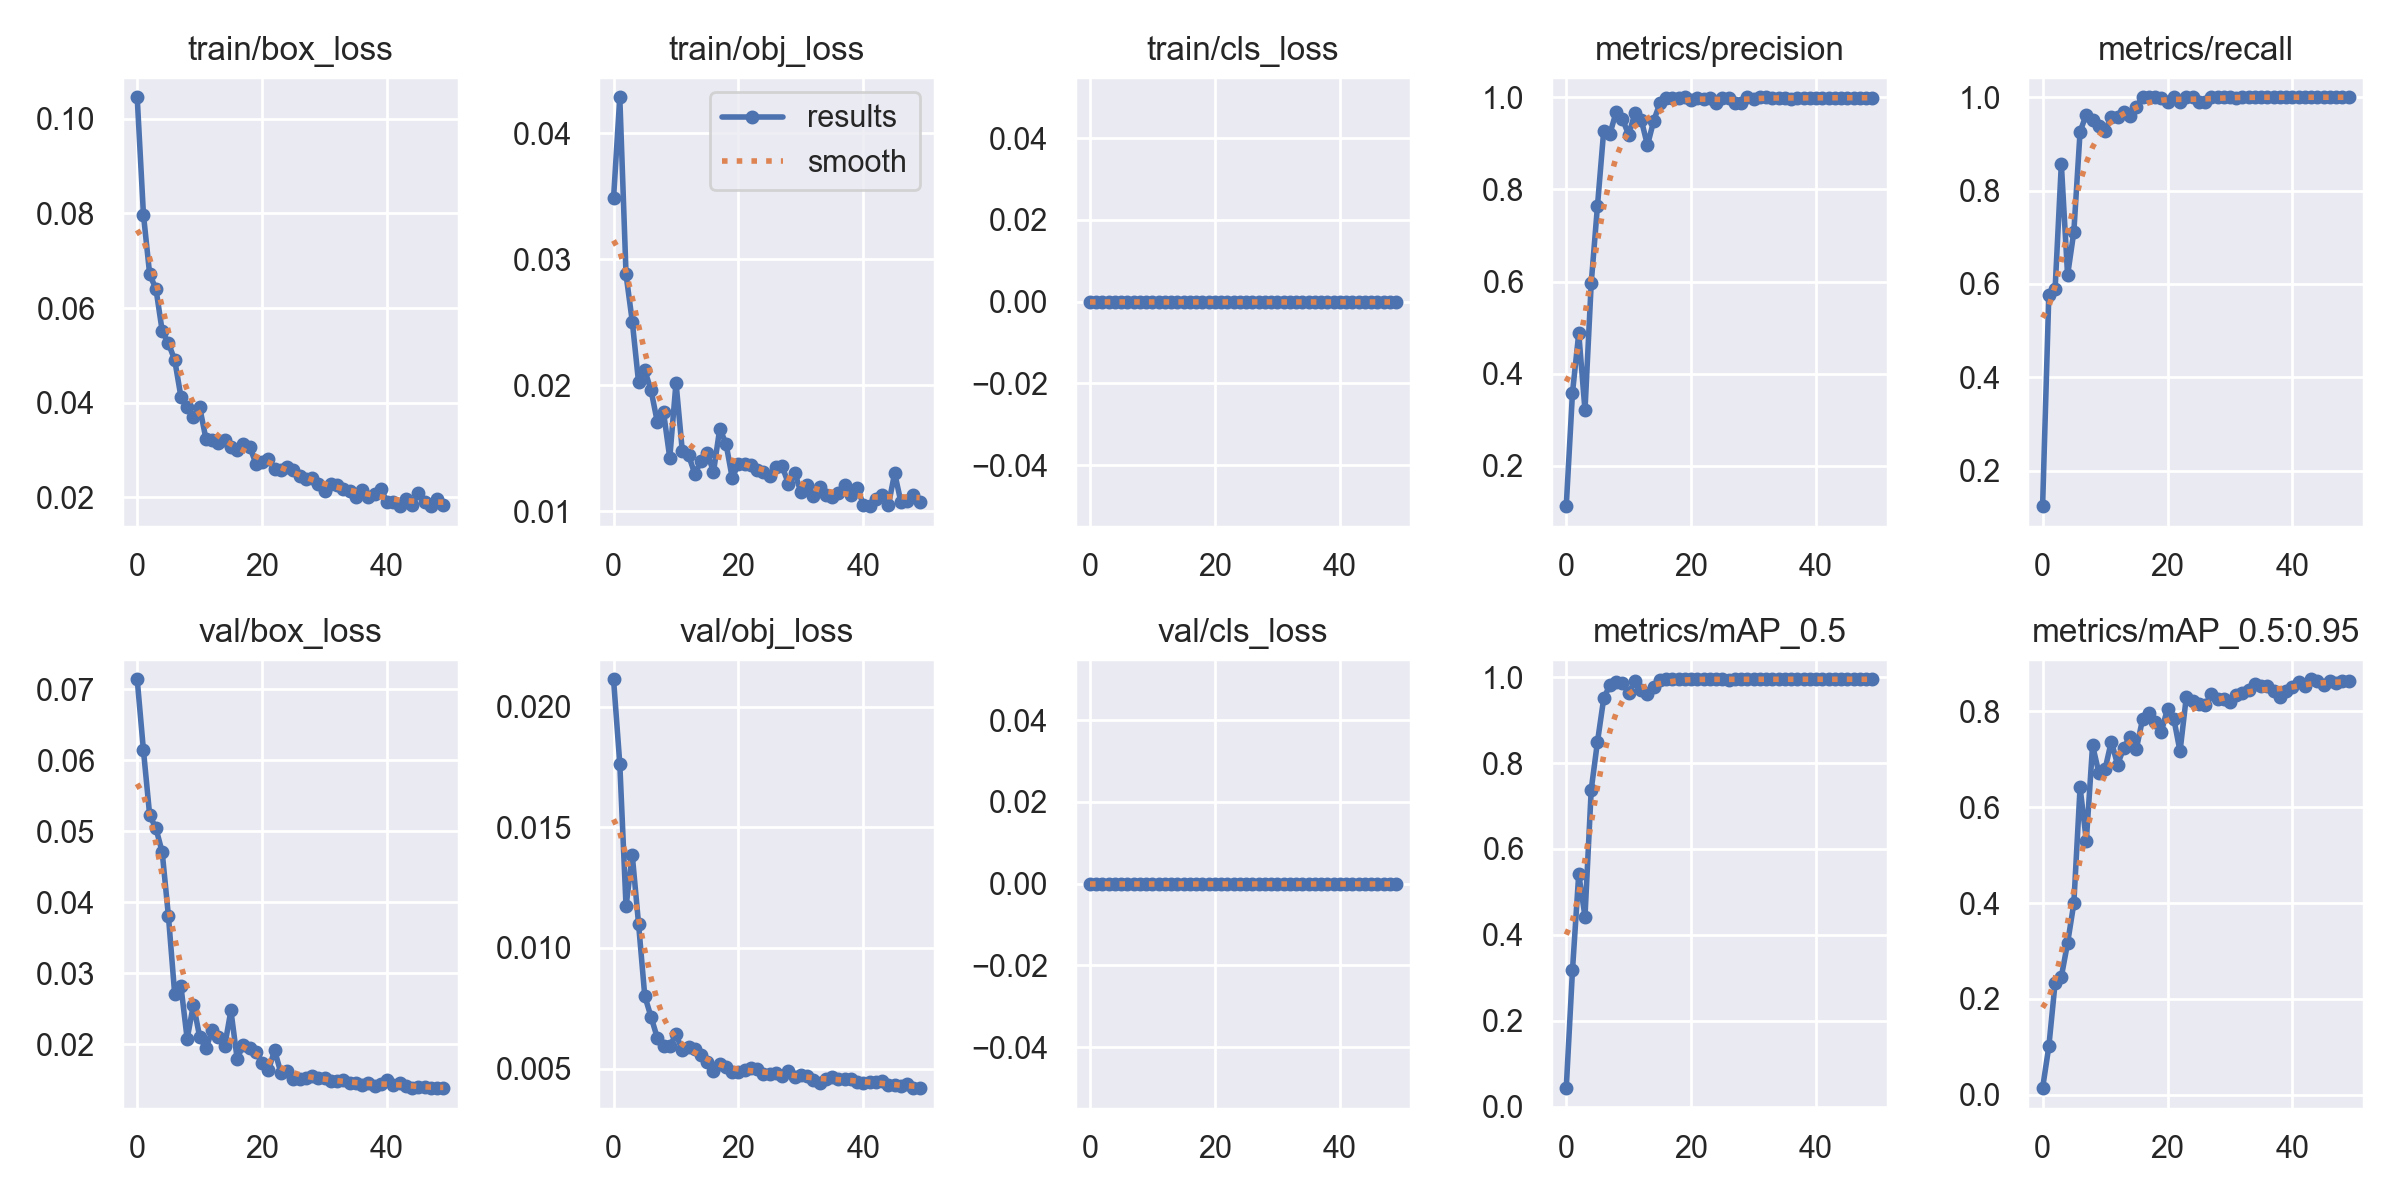 train/box_loss
train/obj_loss
train/cls_loss
metrics/precision
metrics/recall
0.10
0.08
0.06
0.04
0.02
0 20 40
results
smooth
0.04
0.03
0.02
0.01
0 20 40
0.04
0.02
0.00
−0.02
−0.04
0 20 40
1.0
0.8
0.6
0.4
0.2
0 20 40
1.0
0.8
0.6
0.4
0.2
0 20 40
val/box_loss
val/obj_loss
val/cls_loss
metrics/mAP_0.5
metrics/mAP_0.5:0.95
0.07
0.06
0.05
0.04
0.03
0.02
0 20 40
0.020
0.015
0.010
0.005
0 20 40
0.04
0.02
0.00
−0.02
−0.04
0 20 40
1.0
0.8
0.6
0.4
0.2
0.0
0 20 40
0.8
0.6
0.4
0.2
0.0
0 20 40